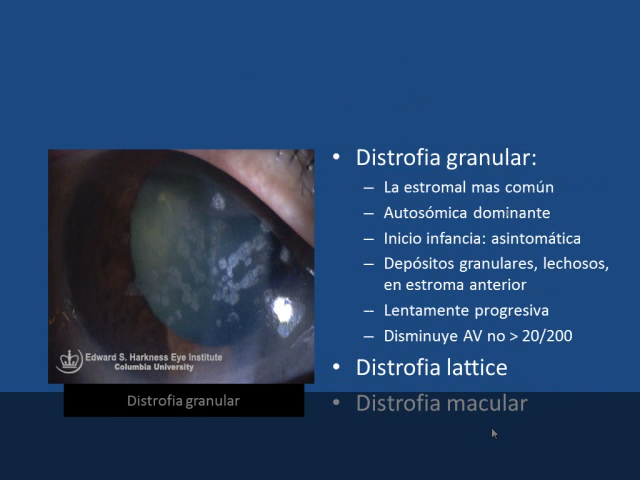 Edward S. Harkness Eye Institute
Columbia University
Distrofia granular
• Distrofia granular:
– La estromal mas común
– Autosómica dominante
– Inicio infancia: asintomática
– Depósitos granulares, lechosos,
en estroma anterior
– Lentamente progresiva
– Disminuye AV no > 20/200
• Distrofia lattice
• Distrofia macular